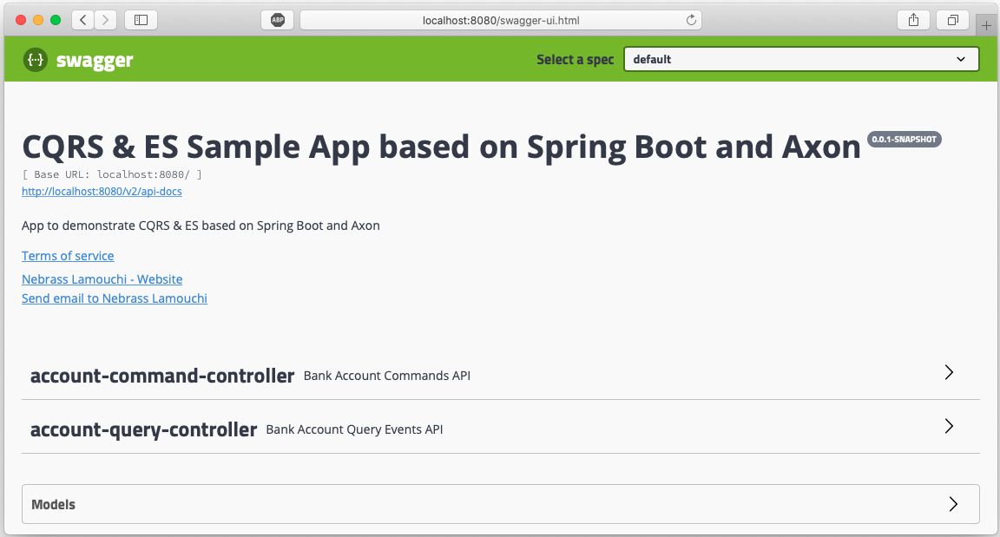 ABP
localhost:8080/swagger-ui.html
{···} swagger
Select a spec
default
CQRS & ES Sample App based on Spring Boot and Axon 0.0.1-SNAPSHOT
[ Base URL: localhost:8080/ ]
http://localhost:8080/v2/api-docs
App to demonstrate CQRS & ES based on Spring Boot and Axon
Terms of service
Nebrass Lamouchi - Website
Send email to Nebrass Lamouchi
account-command-controller Bank Account Commands API
account-query-controller Bank Account Query Events API
Models